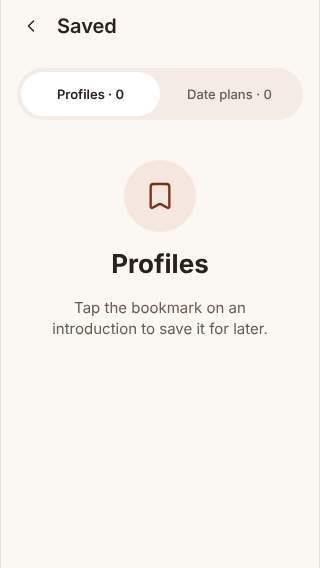 Saved
Profiles · 0
Date plans · 0
Profiles
Tap the bookmark on an
introduction to save it for later.